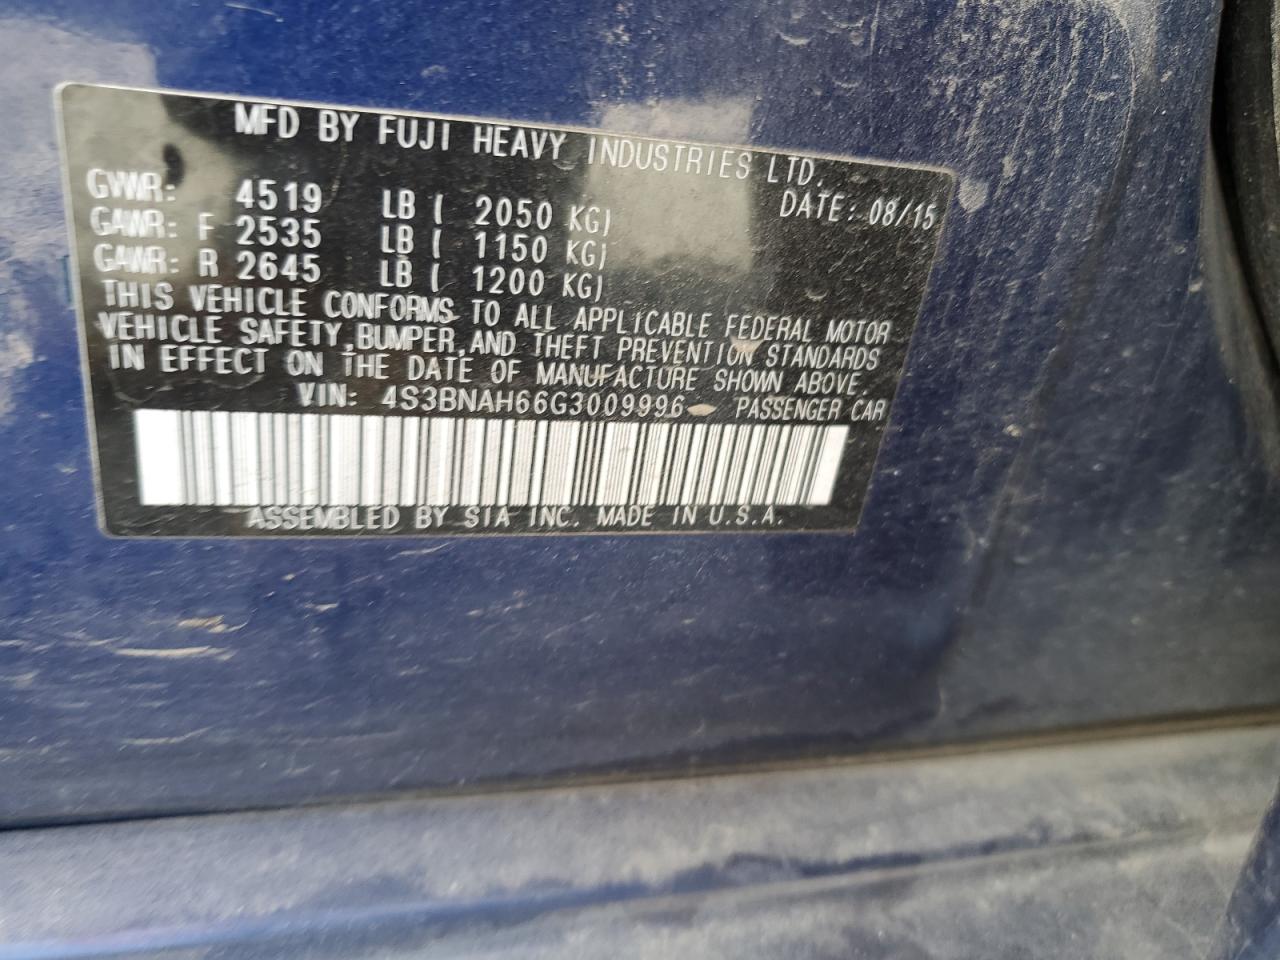 MFD BY FUJI HEAVY INDUSTRIES LTD.
DATE: 08/15
GVWR: 4519 LB ( 2050 KG)
GAWR: F 2535 LB ( 1150 KG)
GAWR: R 2645 LB ( 1200 KG)
THIS VEHICLE CONFORMS TO ALL APPLICABLE FEDERAL MOTOR
VEHICLE SAFETY, BUMPER, AND THEFT PREVENTION STANDARDS
IN EFFECT ON THE DATE OF MANUFACTURE SHOWN ABOVE.
VIN: 4S3BNAH66G3009996 PASSENGER CAR
ASSEMBLED BY SIA INC. MADE IN U.S.A.